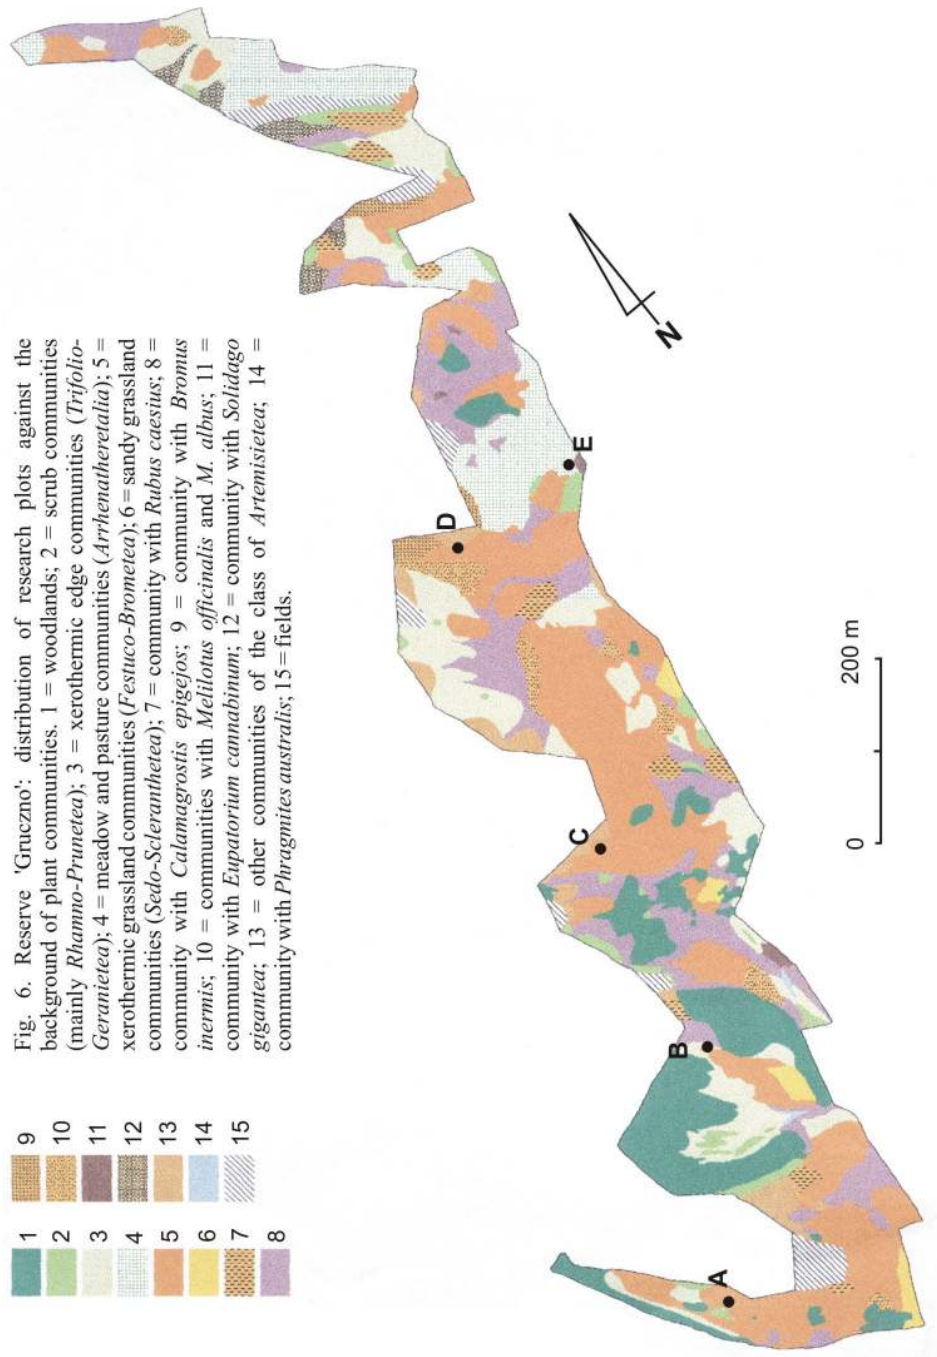 Fig. 6. Reserve 'Gruczno': distribution of research plots against the
background of plant communities. 1 = woodlands; 2 = scrub communities
(mainly Rhamno-Prunetea); 3 = xerothermic edge communities (Trifolio-
Geranietea); 4 = meadow and pasture communities (Arrhenatheretalia); 5 =
xerothermic grassland communities (Festuco-Brometea); 6 = sandy grassland
communities (Sedo-Scleranthetea); 7 = community with Rubus caesius; 8 =
community with Calamagrostis epigejos; 9 = community with Bromus
inermis; 10 = communities with Melilotus officinalis and M. albus; 11 =
community with Eupatorium cannabinum; 12 = community with Solidago
gigantea; 13 = other communities of the class of Artemisietea; 14 =
community with Phragmites australis; 15 = fields.
1
2
3
4
5
6
7
8
9
10
11
12
13
14
15
A
B
C
D
E
N
0
200 m